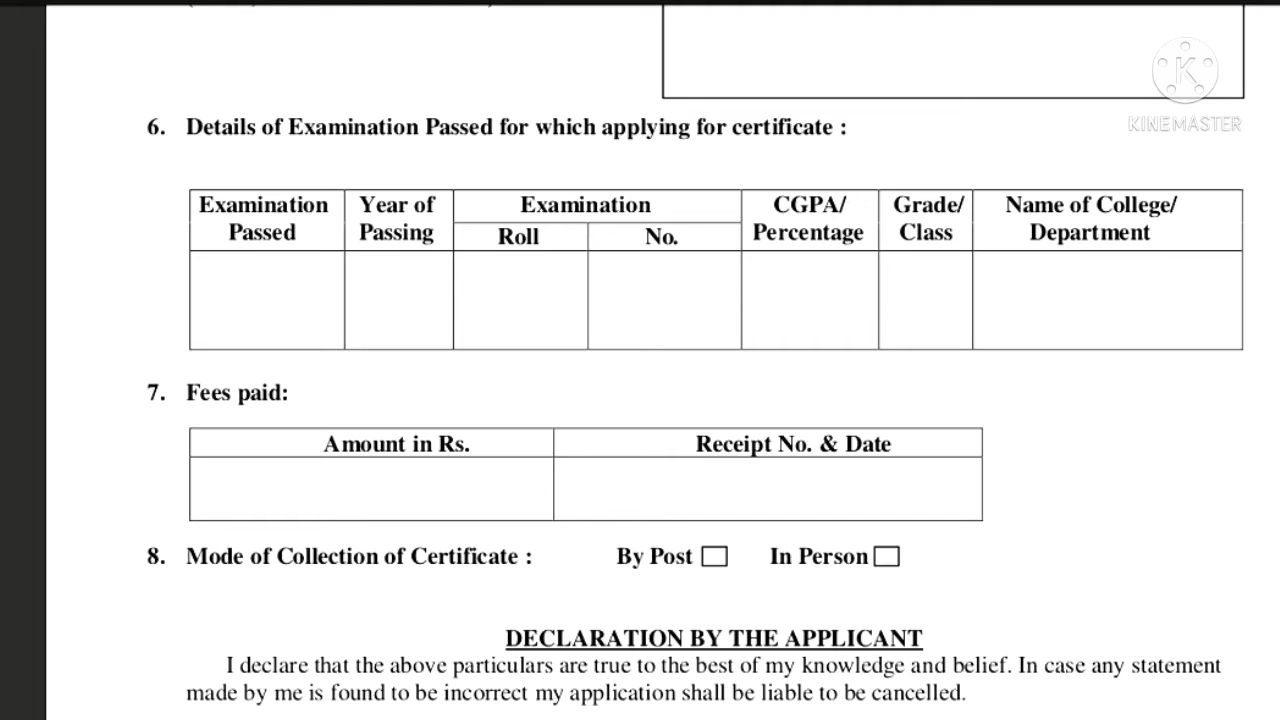 K
KINEMASTER
6. Details of Examination Passed for which applying for certificate :
Examination Passed
Year of Passing
Examination
Roll
No.
CGPA/ Percentage
Grade/ Class
Name of College/ Department
7. Fees paid:
Amount in Rs.
Receipt No. & Date
8. Mode of Collection of Certificate : By Post In Person
DECLARATION BY THE APPLICANT
I declare that the above particulars are true to the best of my knowledge and belief. In case any statement
made by me is found to be incorrect my application shall be liable to be cancelled.